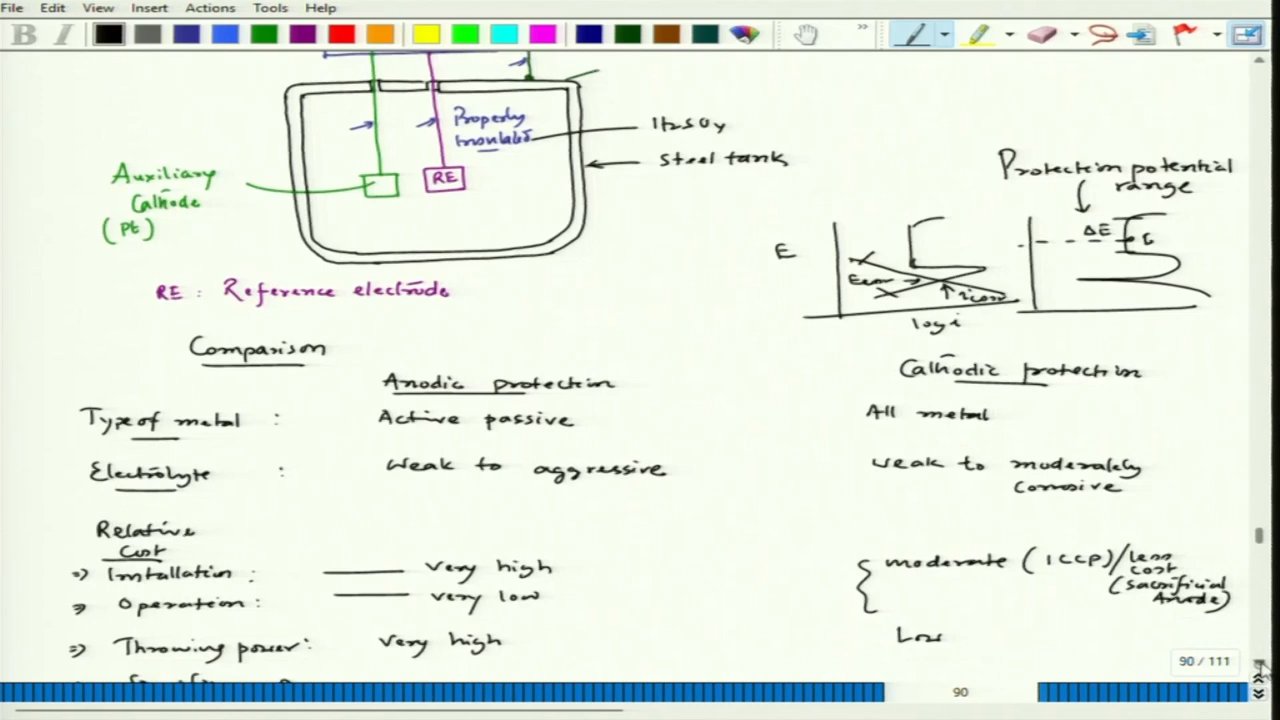 File Edit View Insert Actions Tools Help
B I
Properly
Insulated
H2SO4
Steel tank
Auxiliary
Cathode
(Pt)
RE
RE : Reference electrode
Protection potential
range
ΔE
E
Ecorr
icorr
log i
Comparison
Anodic protection
Cathodic protection
Type of metal : Active passive All metal
Electrolyte : Weak to aggressive weak to moderately
corrosive
Relative
Cost
⇒ Installation : very high moderate (ICCP)/less
cost
(sacrificial
Anode)
⇒ Operation : very low
⇒ Throwing power : very high Low
90 / 111
90